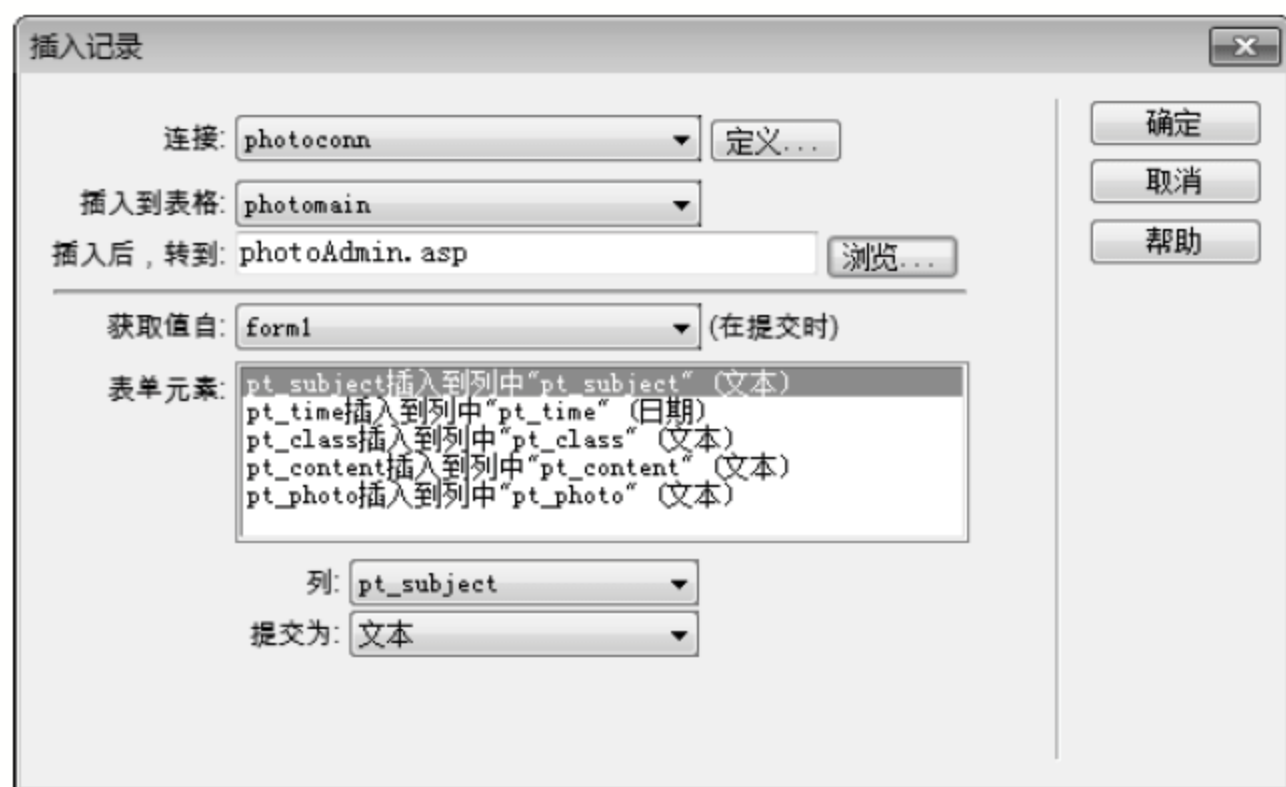 插入记录
连接: photoconn 定义...
确定
插入到表格: photomain
取消
插入后，转到: photoAdmin.asp 浏览...
帮助
获取值自: form1 (在提交时)
表单元素: pt_subject插入到列中"pt_subject" (文本)
pt_time插入到列中"pt_time" (日期)
pt_class插入到列中"pt_class" (文本)
pt_content插入到列中"pt_content" (文本)
pt_photo插入到列中"pt_photo" (文本)
列: pt_subject
提交为: 文本